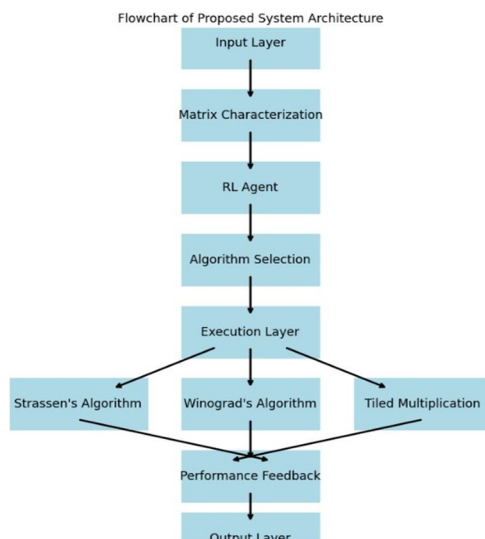 Flowchart of Proposed System Architecture
Input Layer
Matrix Characterization
RL Agent
Algorithm Selection
Execution Layer
Strassen's Algorithm
Winograd's Algorithm
Tiled Multiplication
Performance Feedback
Output Layer